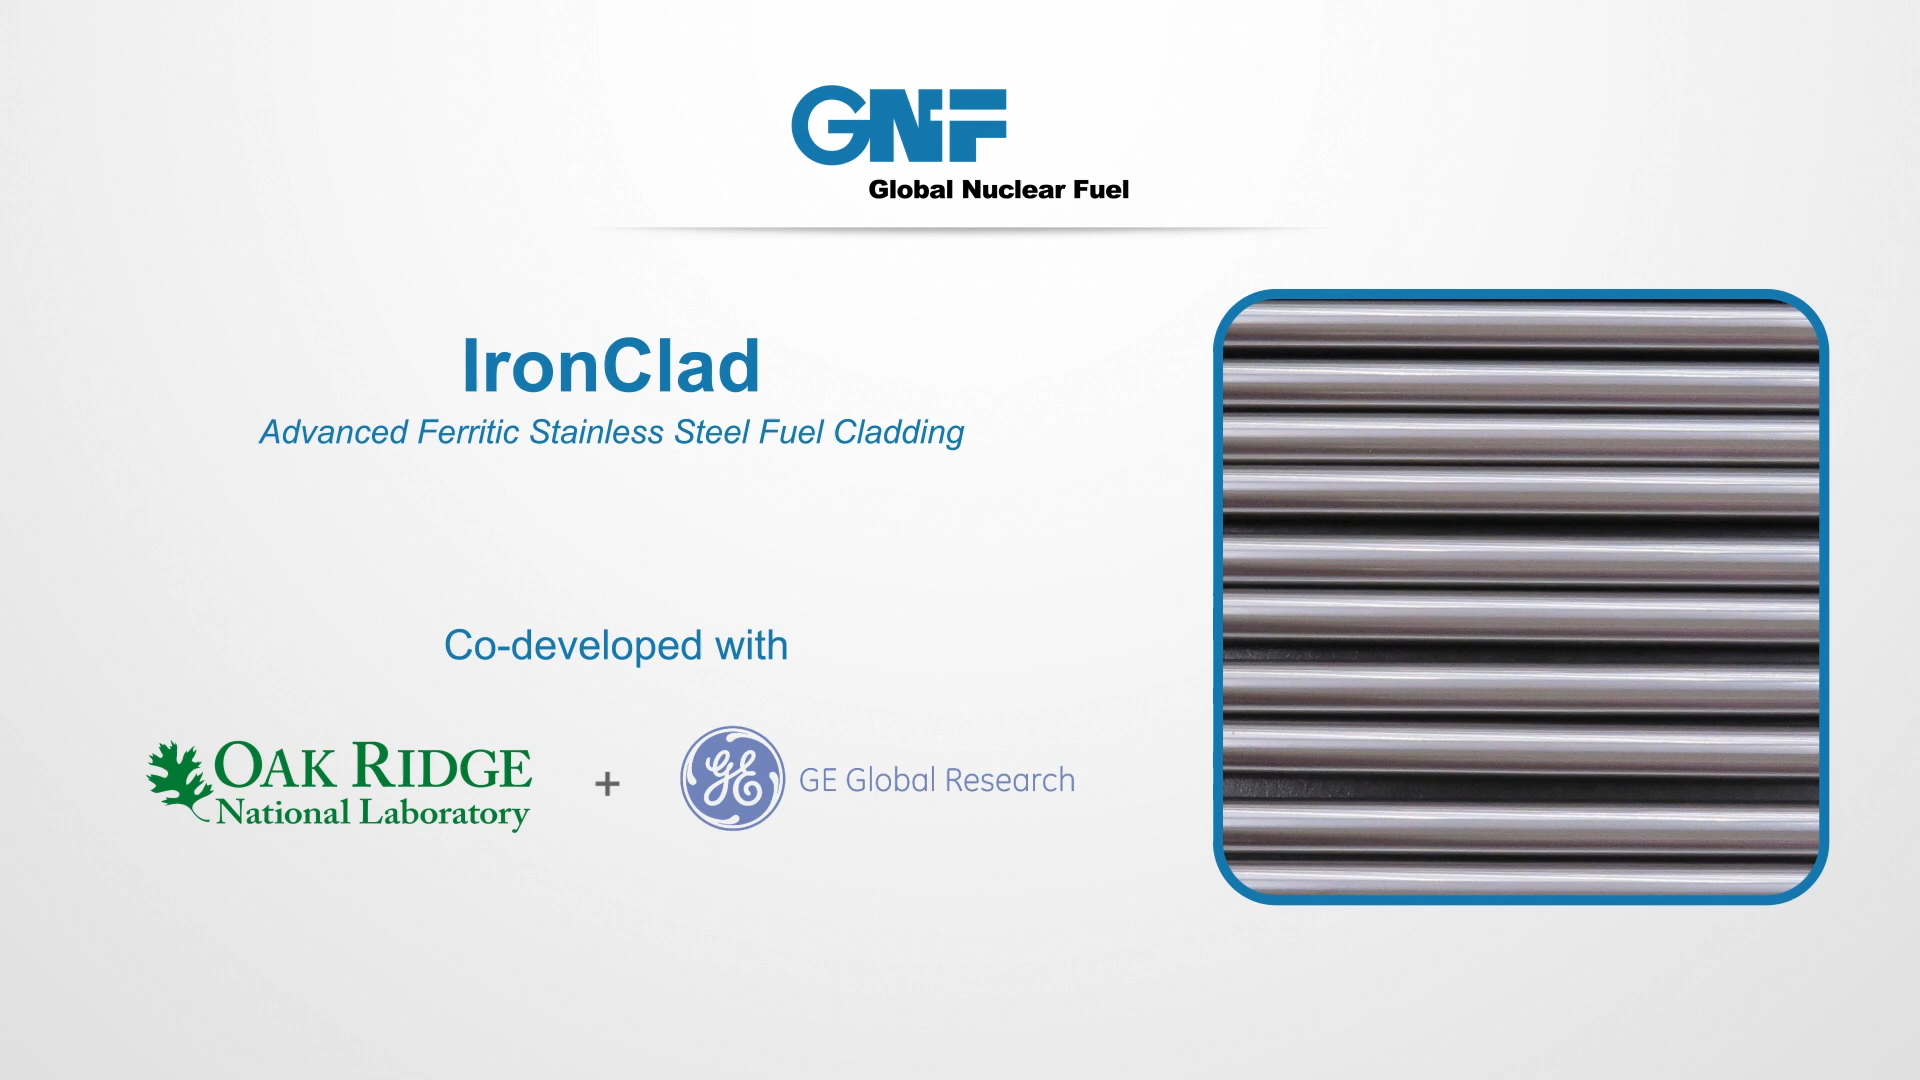 GNF
Global Nuclear Fuel
IronClad
Advanced Ferritic Stainless Steel Fuel Cladding
Co-developed with
OAK RIDGE
National Laboratory
+
GE GE Global Research